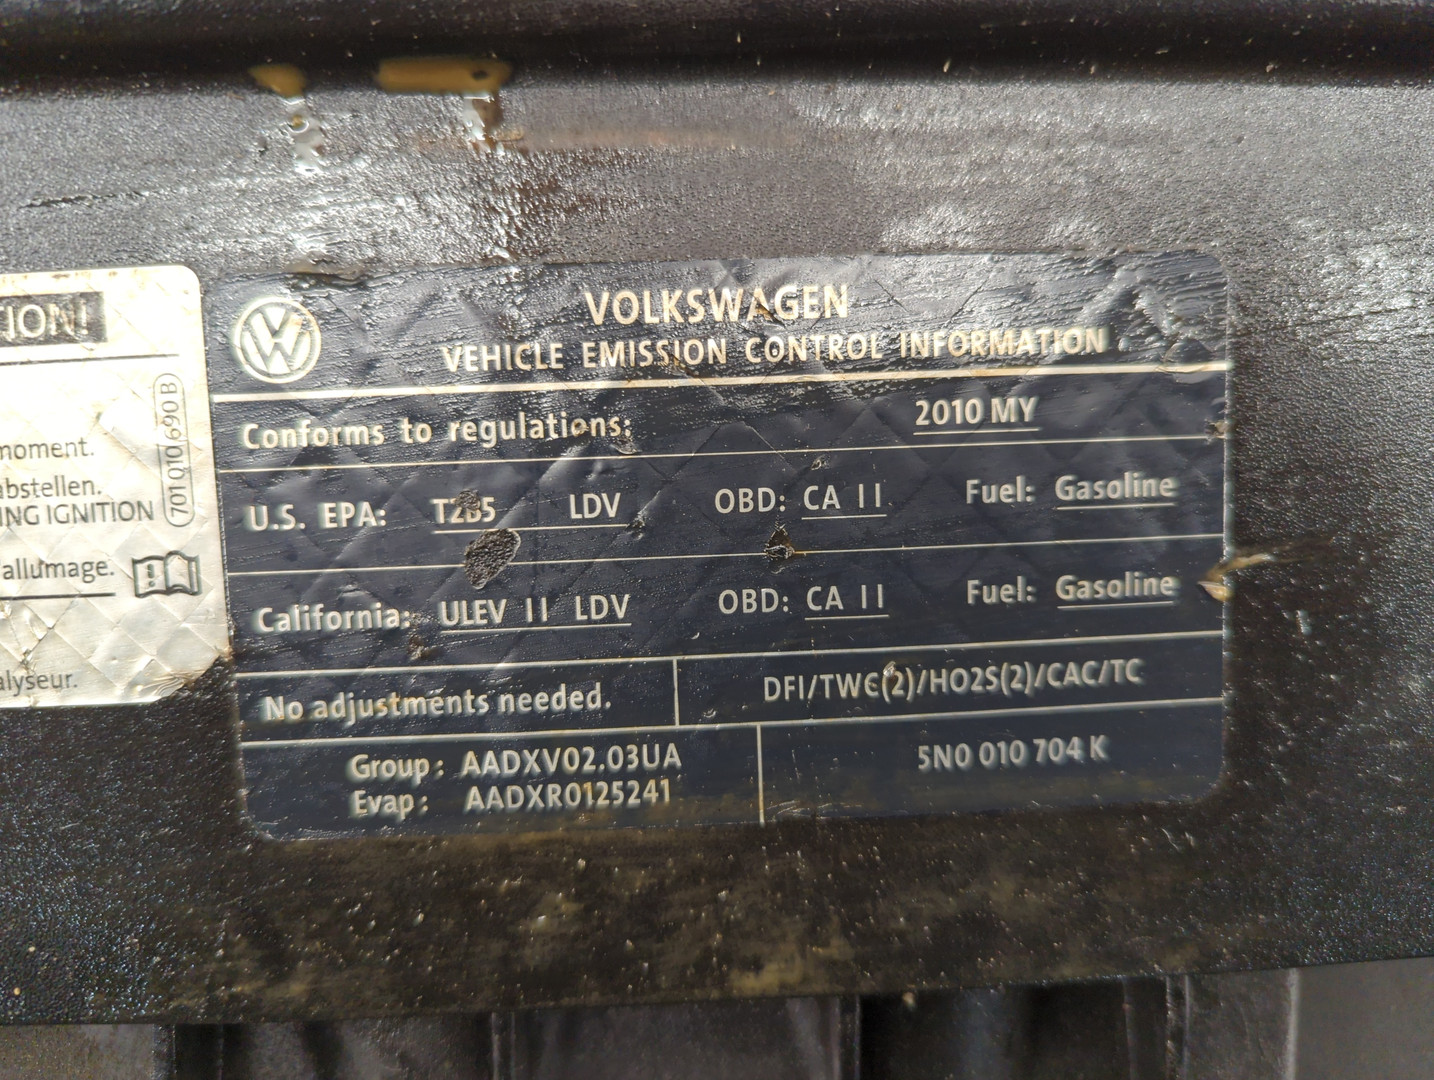 TION!
moment.
abstellen.
ING IGNITION
allumage.
alyseur.
701 010 690 B
VOLKSWAGEN
VEHICLE EMISSION CONTROL INFORMATION
Conforms to regulations: 2010 MY
U.S. EPA: T2B5 LDV OBD: CA II Fuel: Gasoline
California: ULEV II LDV OBD: CA II Fuel: Gasoline
No adjustments needed. DFI/TWC(2)/HO2S(2)/CAC/TC
Group: AADXV02.03UA 5N0 010 704 K
Evap: AADXR0125241